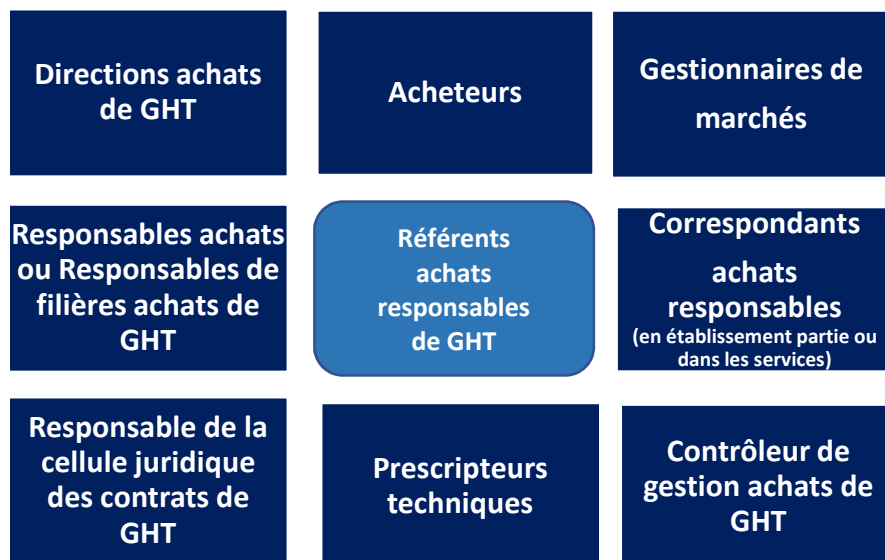 Directions achats
de GHT
Acheteurs
Gestionnaires de
marchés
Responsables achats
ou Responsables de
filières achats de
GHT
Référents
achats
responsables
de GHT
Correspondants
achats
responsables
(en établissement partie ou
dans les services)
Responsable de la
cellule juridique
des contrats de
GHT
Prescripteurs
techniques
Contrôleur de
gestion achats de
GHT